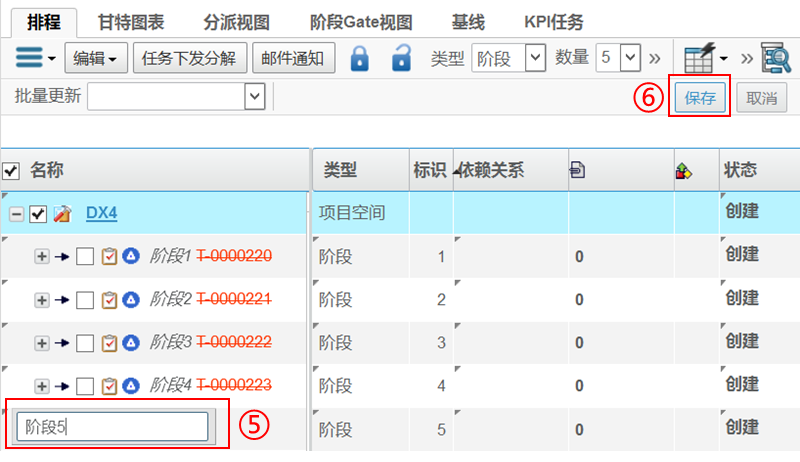 排程 甘特图表 分派视图 阶段Gate视图 基线 KPI任务
编辑 任务下发分解 邮件通知 类型 阶段 数量 5 »  »
批量更新 ⑥ 保存 取消
名称 类型 标识 依赖关系 状态
DX4 项目空间 创建
阶段1 T-0000220 阶段 1 0 创建
阶段2 T-0000221 阶段 2 0 创建
阶段3 T-0000222 阶段 3 0 创建
阶段4 T-0000223 阶段 4 0 创建
阶段5 ⑤ 阶段 5 0 创建